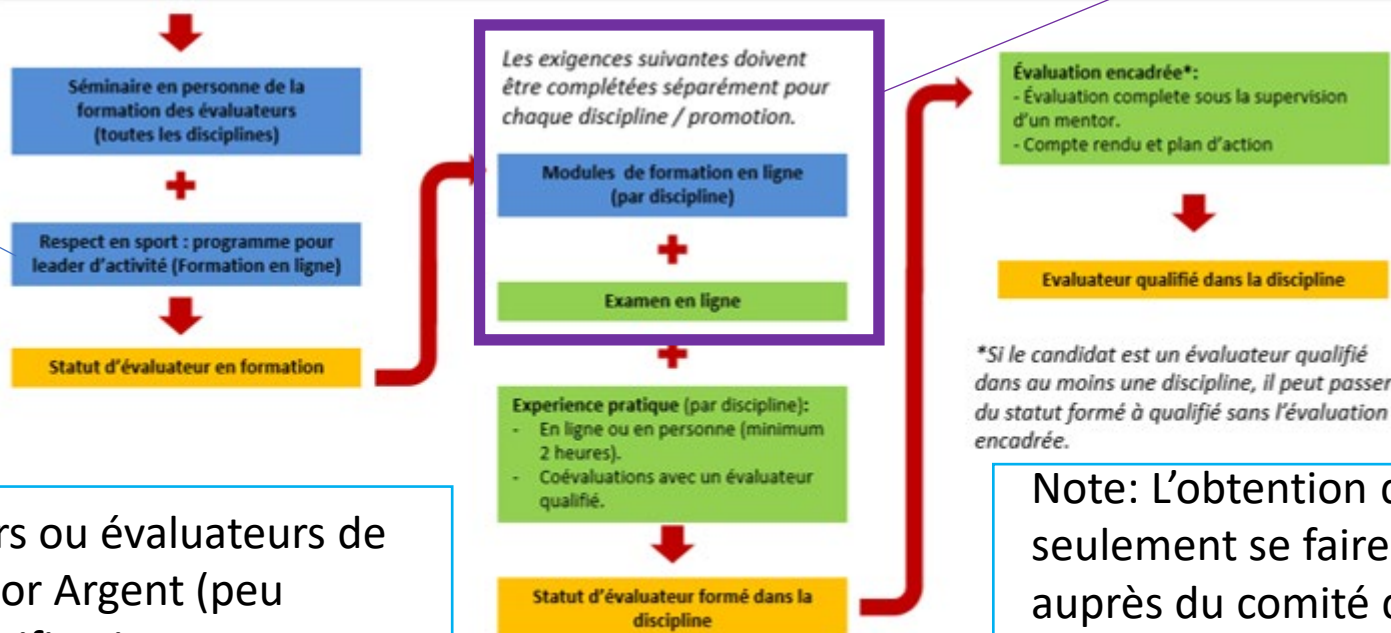 Séminaire en personne de la
formation des évaluateurs
(toutes les disciplines)
Respect en sport : programme pour
leader d'activité (Formation en ligne)
Statut d'évaluateur en formation
Les exigences suivantes doivent
être complétées séparément pour
chaque discipline / promotion.
Modules de formation en ligne
(par discipline)
Examen en ligne
Experience pratique (par discipline):
- En ligne ou en personne (minimum
2 heures).
- Coévaluations avec un évaluateur
qualifié.
Statut d'évaluateur formé dans la
discipline
Évaluation encadrée*:
- Évaluation complete sous la supervision
d'un mentor.
- Compte rendu et plan d'action
Evaluateur qualifié dans la discipline
*Si le candidat est un évaluateur qualifié
dans au moins une discipline, il peut passer
du statut formé à qualifié sans l'évaluation
encadrée.
ou évaluateurs de
Argent (peu
Note: L'obtention
seulement se faire
auprès du comité